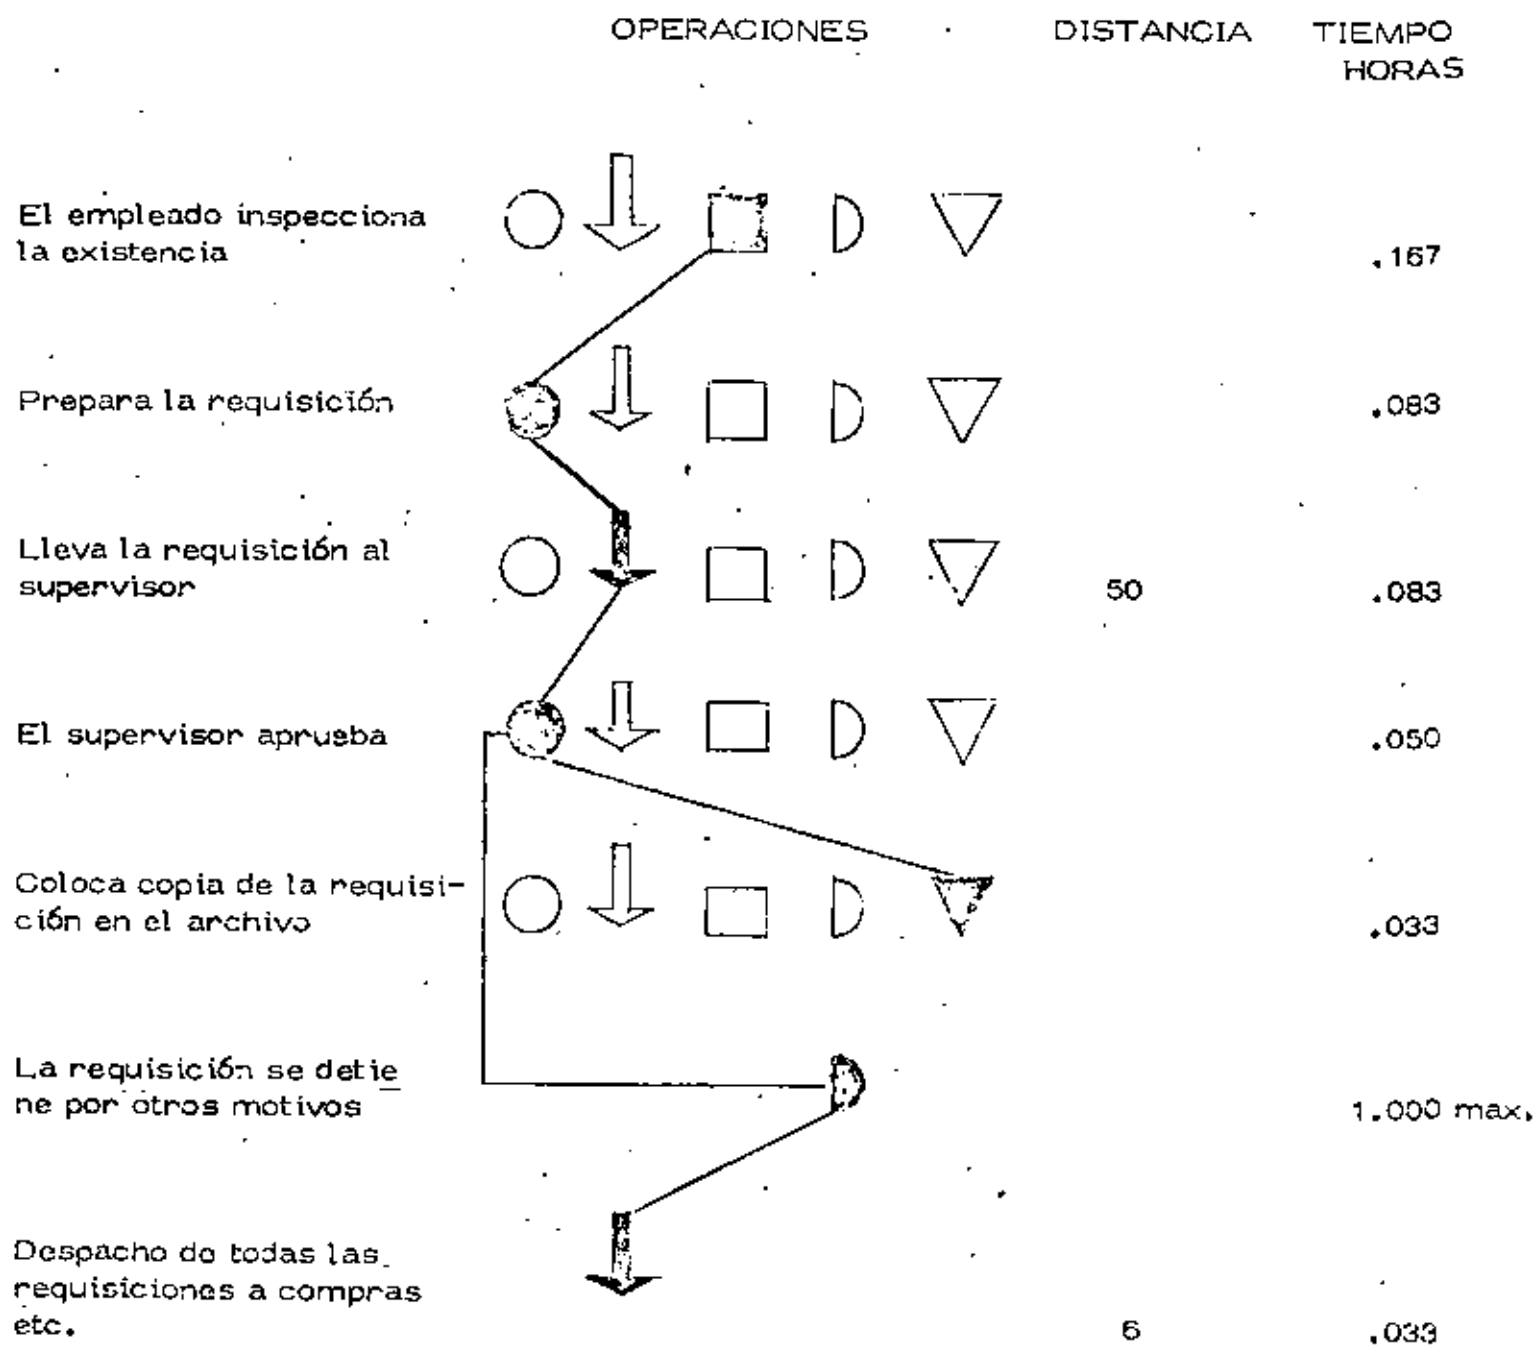 OPERACIONES DISTANCIA TIEMPO
HORAS
El empleado inspecciona
la existencia .167
Prepara la requisición .083
Lleva la requisición al
supervisor 50 .083
El supervisor aprueba .050
Coloca copia de la requisi-
ción en el archivo .033
La requisición se detie
ne por otros motivos 1.000 max.
Despacho de todas las
requisiciones a compras
etc. 6 .033